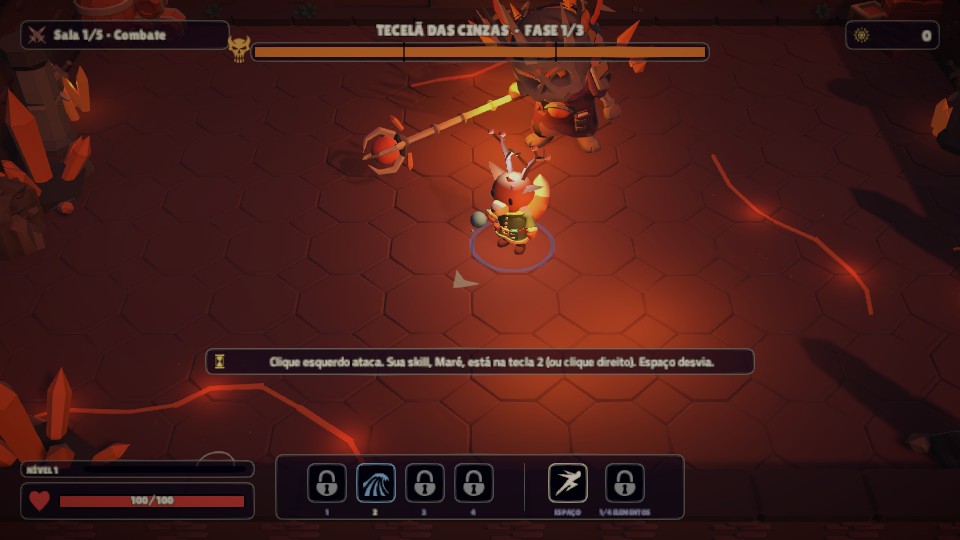 Sala 1/5 - Combate
TECELÃ DAS CINZAS - FASE 1/3
0
Clique esquerdo ataca. Sua skill, Maré, está na tecla 2 (ou clique direito). Espaço desvia.
NÍVEL 1
100/100
1
2
3
4
ESPAÇO
1/4 ELEMENTOS